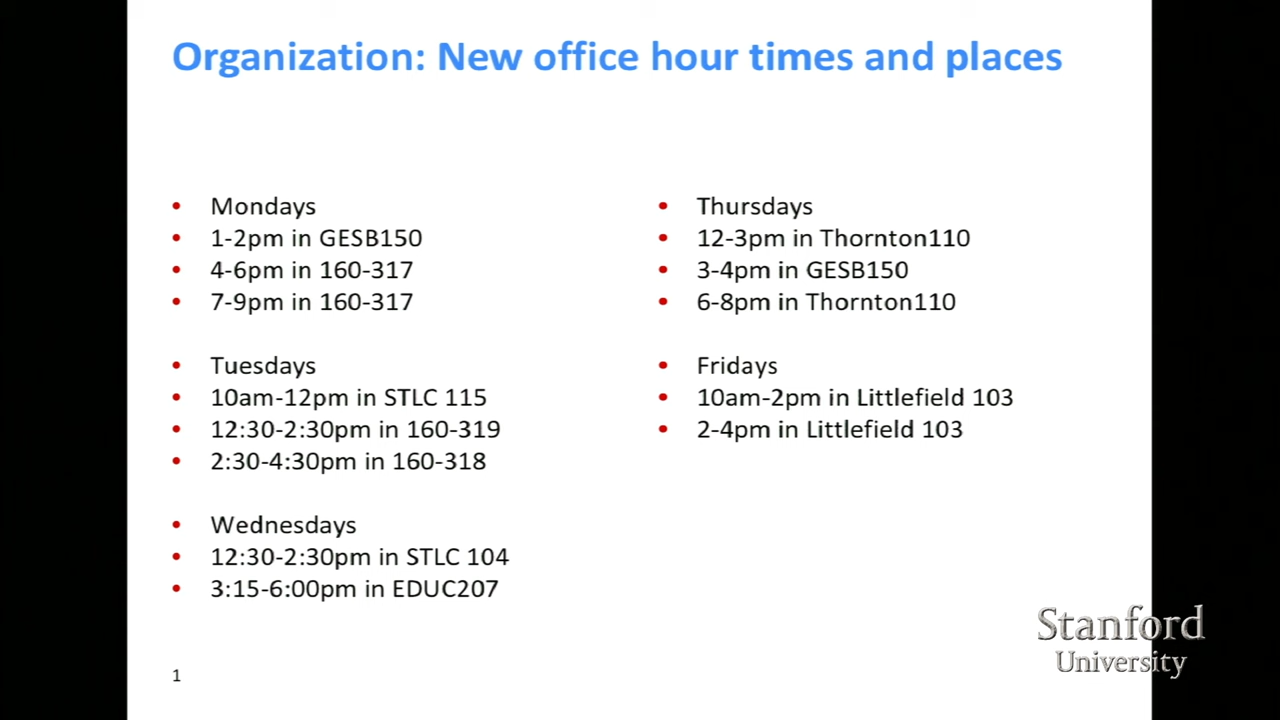 Organization: New office hour times and places
• Mondays
• 1-2pm in GESB150
• 4-6pm in 160-317
• 7-9pm in 160-317
• Tuesdays
• 10am-12pm in STLC 115
• 12:30-2:30pm in 160-319
• 2:30-4:30pm in 160-318
• Wednesdays
• 12:30-2:30pm in STLC 104
• 3:15-6:00pm in EDUC207
• Thursdays
• 12-3pm in Thornton110
• 3-4pm in GESB150
• 6-8pm in Thornton110
• Fridays
• 10am-2pm in Littlefield 103
• 2-4pm in Littlefield 103
1
Stanford
University